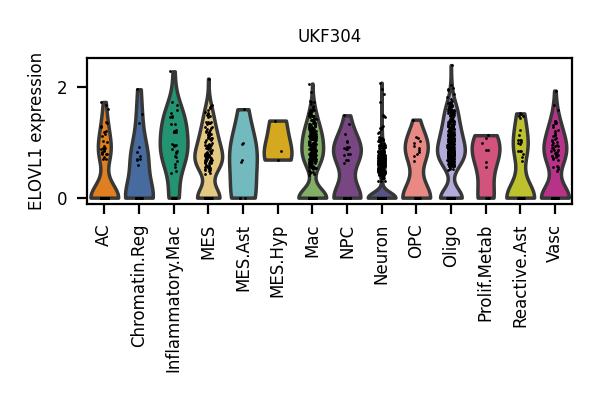 UKF304
ELOVL1 expression
2
0
AC
Chromatin.Reg
Inflammatory.Mac
MES
MES.Ast
MES.Hyp
Mac
NPC
Neuron
OPC
Oligo
Prolif.Metab
Reactive.Ast
Vasc